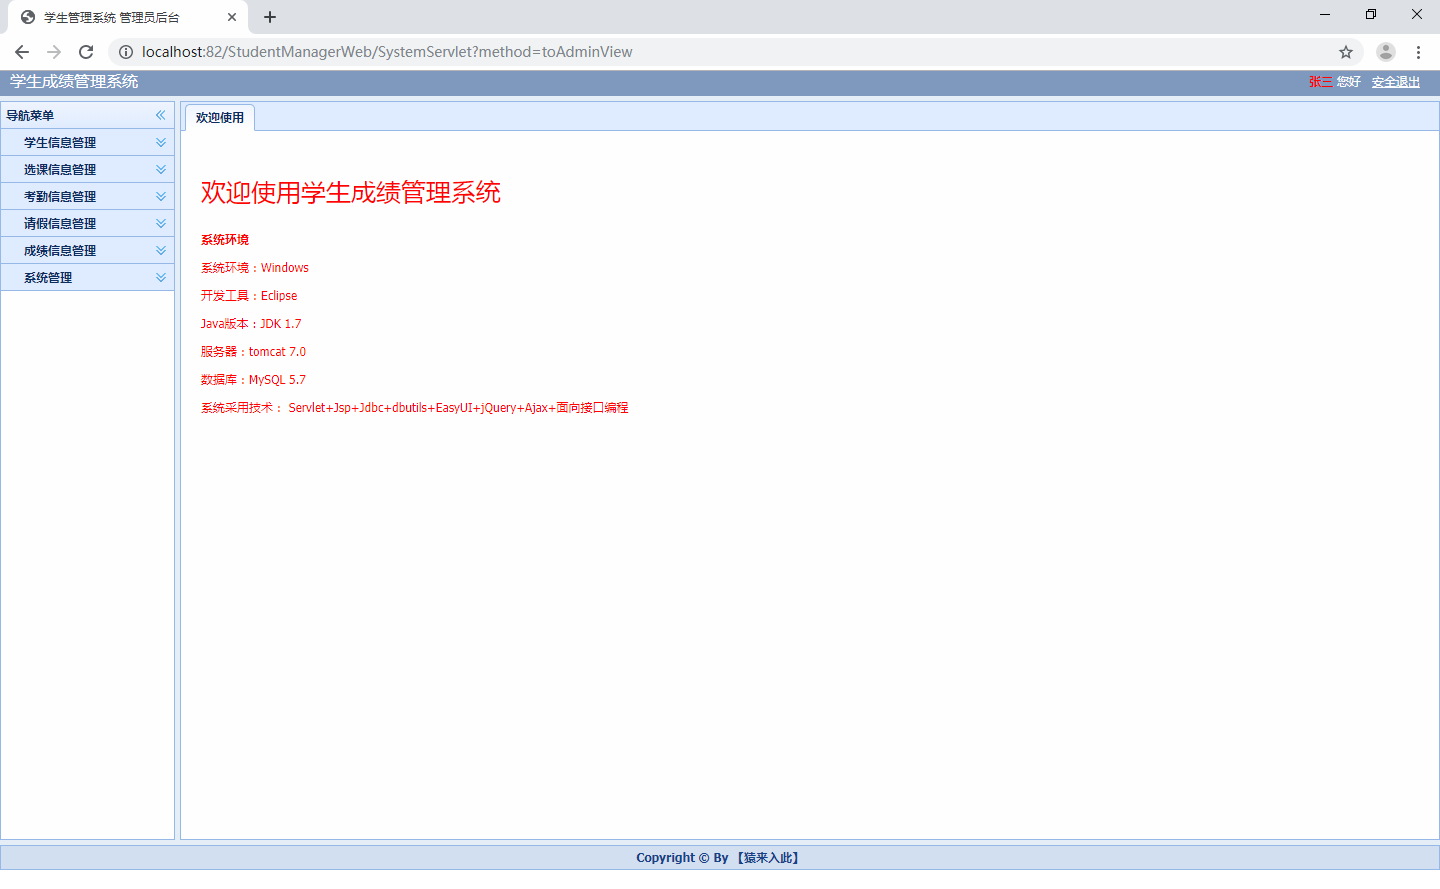 学生管理系统 管理员后台
localhost:82/StudentManagerWeb/SystemServlet?method=toAdminView
学生成绩管理系统
张三 您好 安全退出
导航菜单
学生信息管理
选课信息管理
考勤信息管理
请假信息管理
成绩信息管理
系统管理
欢迎使用
欢迎使用学生成绩管理系统
系统环境
系统环境：Windows
开发工具：Eclipse
Java版本：JDK 1.7
服务器：tomcat 7.0
数据库：MySQL 5.7
系统采用技术： Servlet+Jsp+Jdbc+dbutils+EasyUI+jQuery+Ajax+面向接口编程
Copyright © By 【猿来入此】